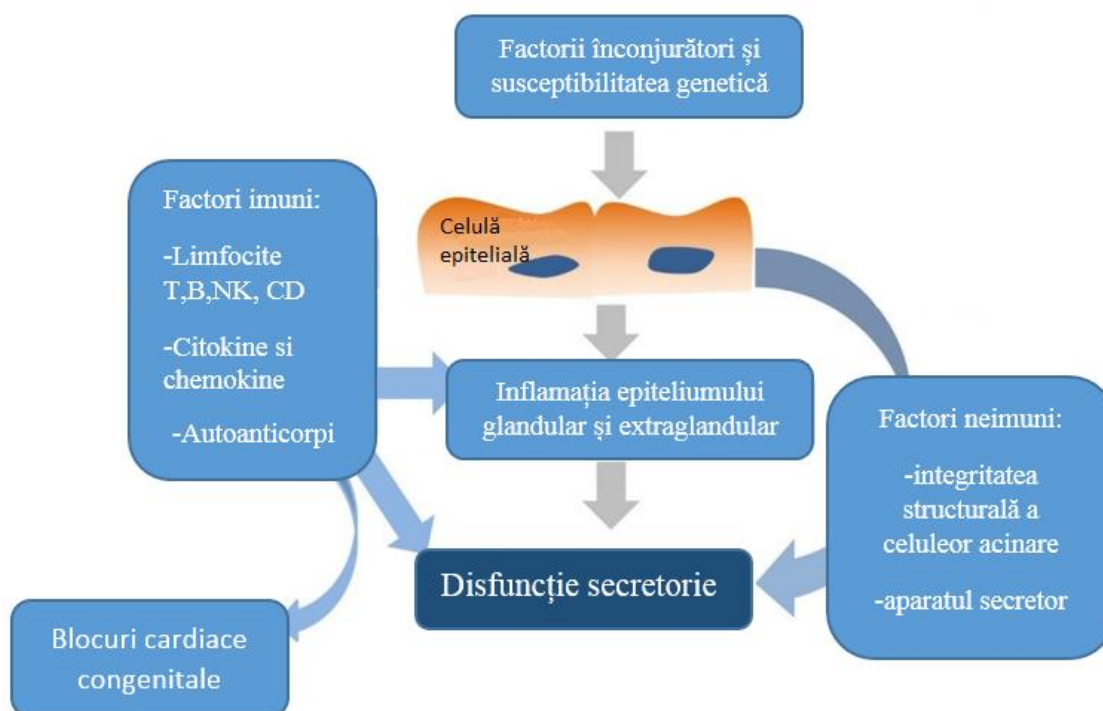 Factorii înconjurători și
susceptibilitatea genetică
Factori imuni:
-Limfocite
T,B,NK, CD
-Citokine si
chemokine
-Autoanticorpi
Celulă
epitelială
Inflamația epiteliumului
glandular și extraglandular
Factori neimuni:
-integritatea
structurală a
celuleor acinare
-aparatul secretor
Disfuncție secretorie
Blocuri cardiace
congenitale